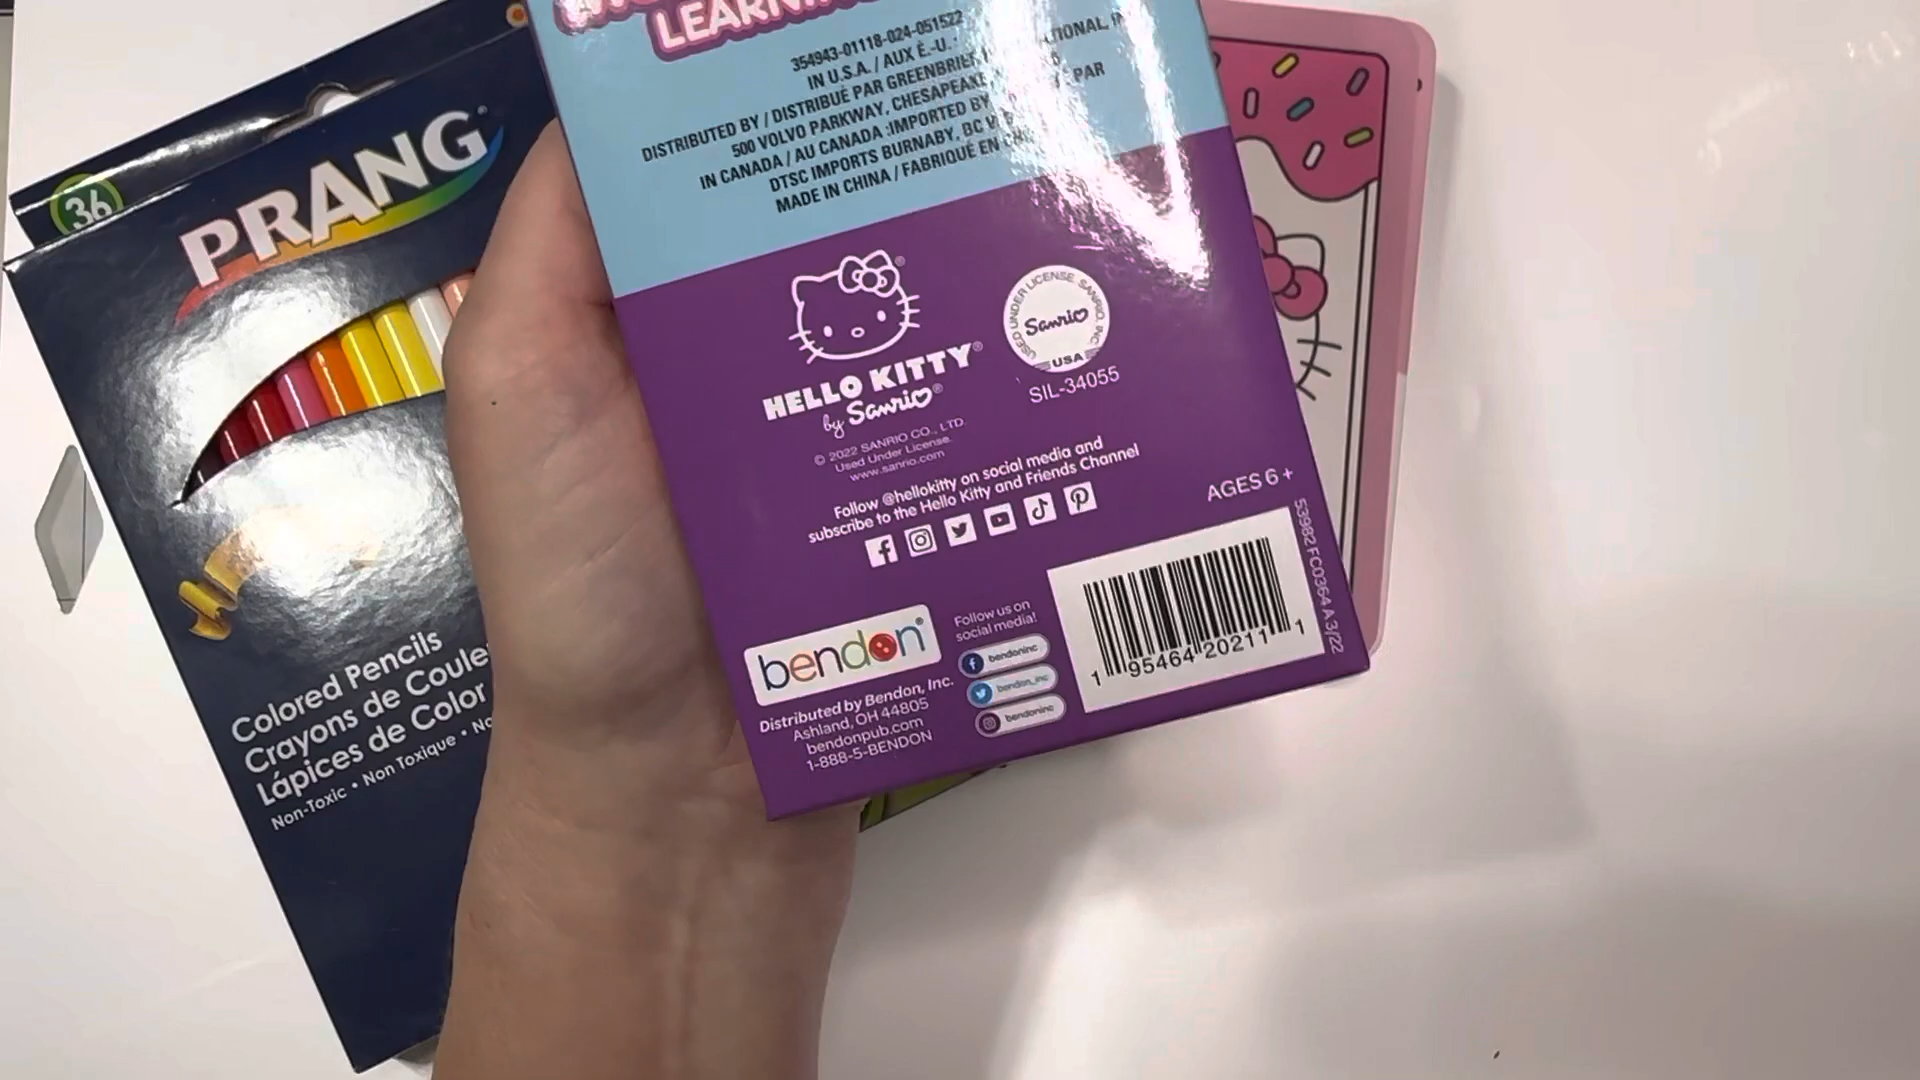 36
PRANG
Colored Pencils
Crayons de Coule
Lápices de Color
Non-Toxic • Non Toxique • No
354943-01118-024-051522
IN U.S.A. / AUX É.-U. :
DISTRIBUTED BY / DISTRIBUÉ PAR GREENBRIER
500 VOLVO PARKWAY, CHESAPEAKE
IN CANADA / AU CANADA :IMPORTED BY PAR
DTSC IMPORTS BURNABY, BC
MADE IN CHINA / FABRIQUÉ EN
HELLO KITTY®
by Sanrio®
© 2022 SANRIO CO., LTD.
Used Under License.
www.sanrio.com
USED UNDER LICENSE SANRIO, INC.
Sanrio
USA
SIL-34055
Follow @hellokitty on social media and
subscribe to the Hello Kitty and Friends Channel
AGES 6+
bendon®
Distributed by Bendon, Inc.
Ashland, OH 44805
bendonpub.com
1-888-5-BENDON
Follow us on
social media!
bendoninc
bendon_inc
bendoninc
1 95464 20211 1
53982 FC0364 A 3/22